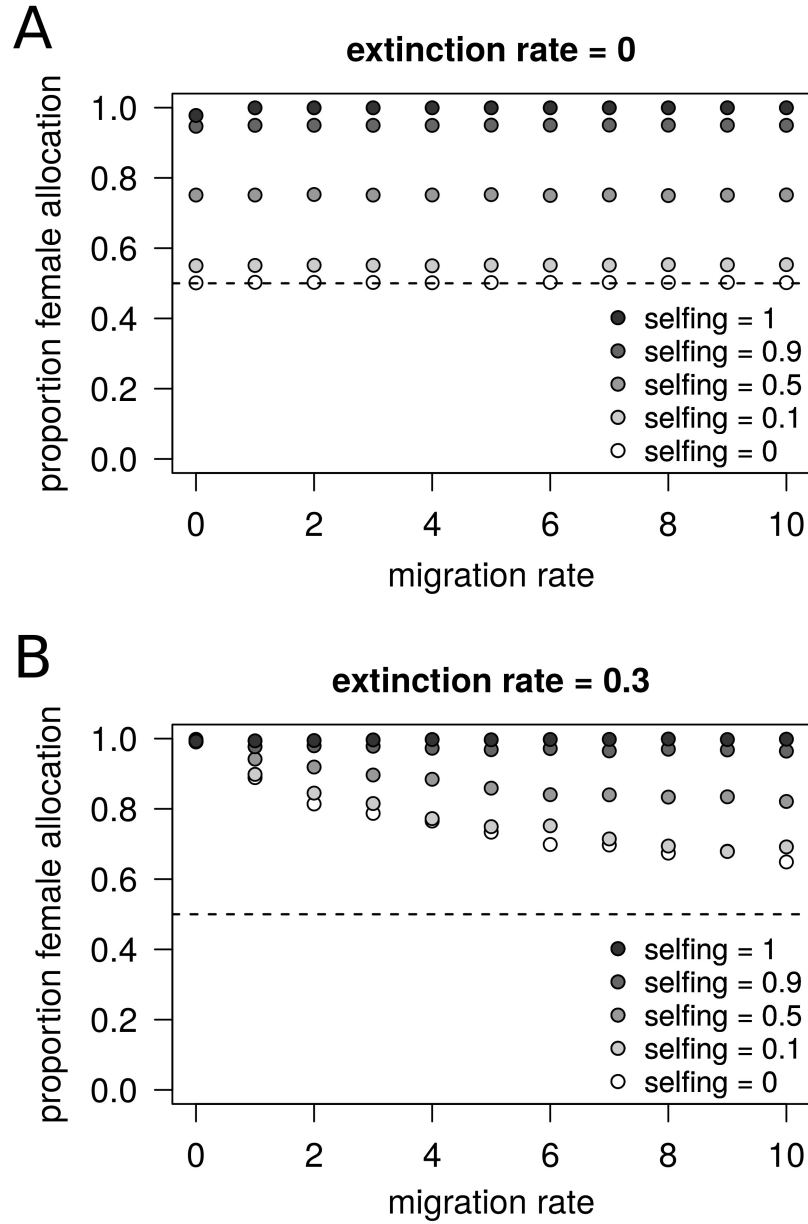 A
extinction rate = 0
proportion female allocation
1.0
0.8
0.6
0.4
0.2
0.0
selfing = 1
selfing = 0.9
selfing = 0.5
selfing = 0.1
selfing = 0
0 2 4 6 8 10
migration rate
B
extinction rate = 0.3
proportion female allocation
1.0
0.8
0.6
0.4
0.2
0.0
selfing = 1
selfing = 0.9
selfing = 0.5
selfing = 0.1
selfing = 0
0 2 4 6 8 10
migration rate